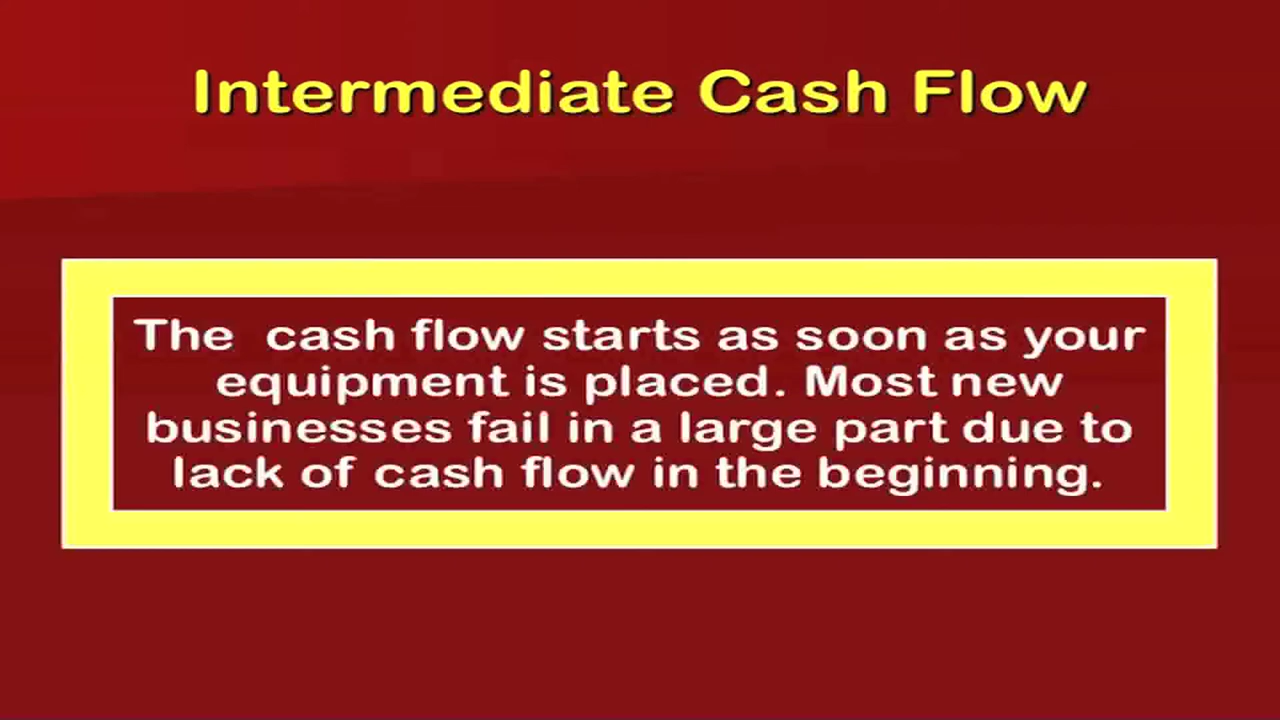 Intermediate Cash Flow
The  cash flow starts as soon as your
equipment is placed. Most new
businesses fail in a large part due to
lack of cash flow in the beginning.